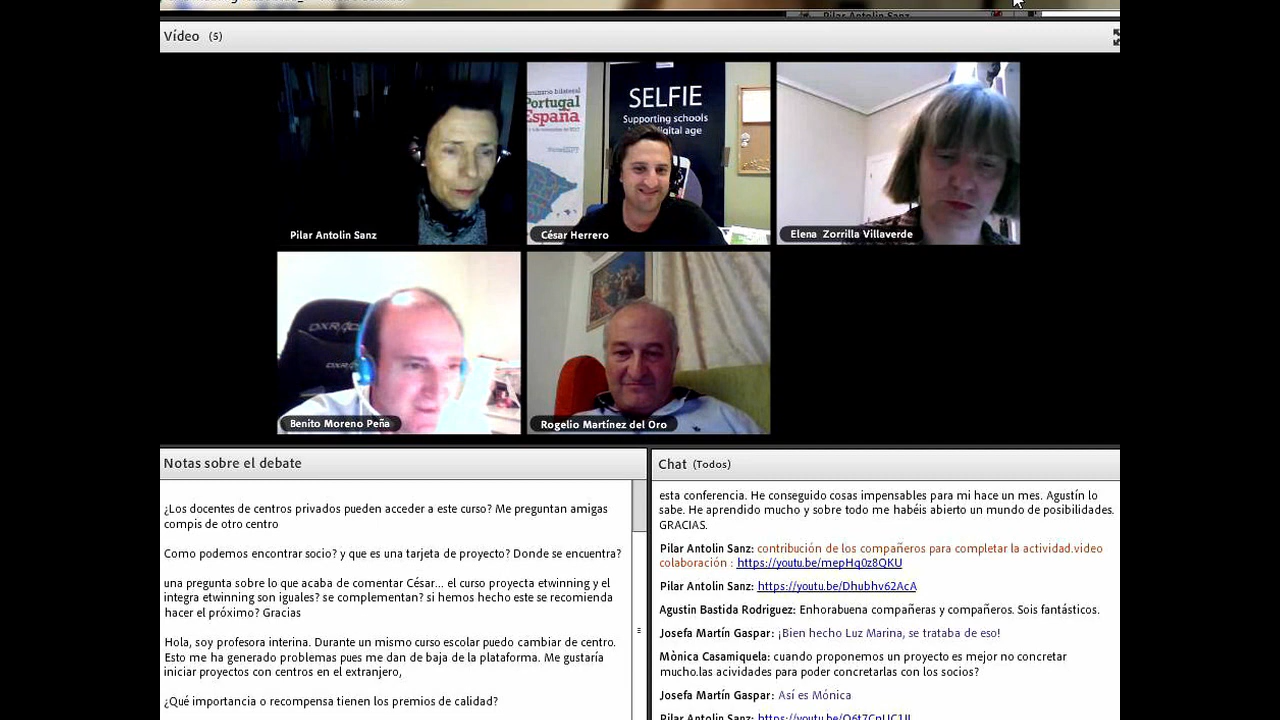 Vídeo (5)
SELFIE
Supporting schools
digital age
Portugal
España
Pilar Antolin Sanz
César Herrero
Elena Zorrilla Villaverde
Benito Moreno Peña
Rogelio Martínez del Oro
Notas sobre el debate
¿Los docentes de centros privados pueden acceder a este curso? Me preguntan amigas
compis de otro centro
Como podemos encontrar socio? y que es una tarjeta de proyecto? Donde se encuentra?
una pregunta sobre lo que acaba de comentar César... el curso proyecta etwinning y el
integra etwinning son iguales? se complementan? si hemos hecho este se recomienda
hacer el próximo? Gracias
Hola, soy profesora interina. Durante un mismo curso escolar puedo cambiar de centro.
Esto me ha generado problemas pues me dan de baja de la plataforma. Me gustaría
iniciar proyectos con centros en el extranjero,
¿Qué importancia o recompensa tienen los premios de calidad?
Chat (Todos)
esta conferencia. He conseguido cosas impensables para mi hace un mes. Agustín lo
sabe. He aprendido mucho y sobre todo me habéis abierto un mundo de posibilidades.
GRACIAS.
Pilar Antolin Sanz: contribución de los compañeros para completar la actividad.video
colaboración : https://youtu.be/mepHq0z8QKU
Pilar Antolin Sanz: https://youtu.be/Dhubhv62AcA
Agustin Bastida Rodriguez: Enhorabuena compañeras y compañeros. Sois fantásticos.
Josefa Martín Gaspar: ¡Bien hecho Luz Marina, se trataba de eso!
Mònica Casamiquela: cuando proponemos un proyecto es mejor no concretar
mucho.las acividades para poder concretarlas con los socios?
Josefa Martín Gaspar: Así es Mónica
Pilar Antolin Sanz: